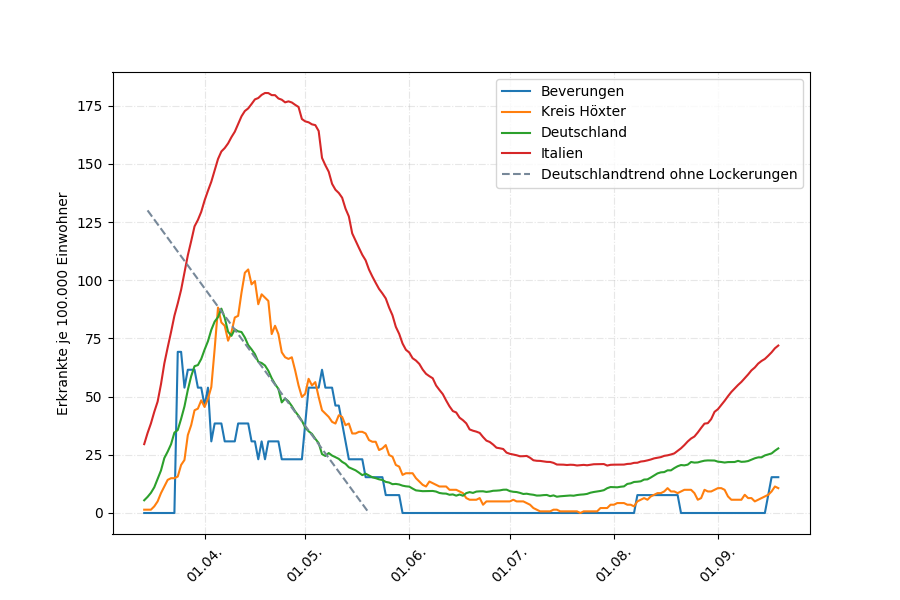 Erkrankte je 100.000 Einwohner
175
150
125
100
75
50
25
0
01.04.
01.05.
01.06.
01.07.
01.08.
01.09.
Beverungen
Kreis Höxter
Deutschland
Italien
Deutschlandtrend ohne Lockerungen